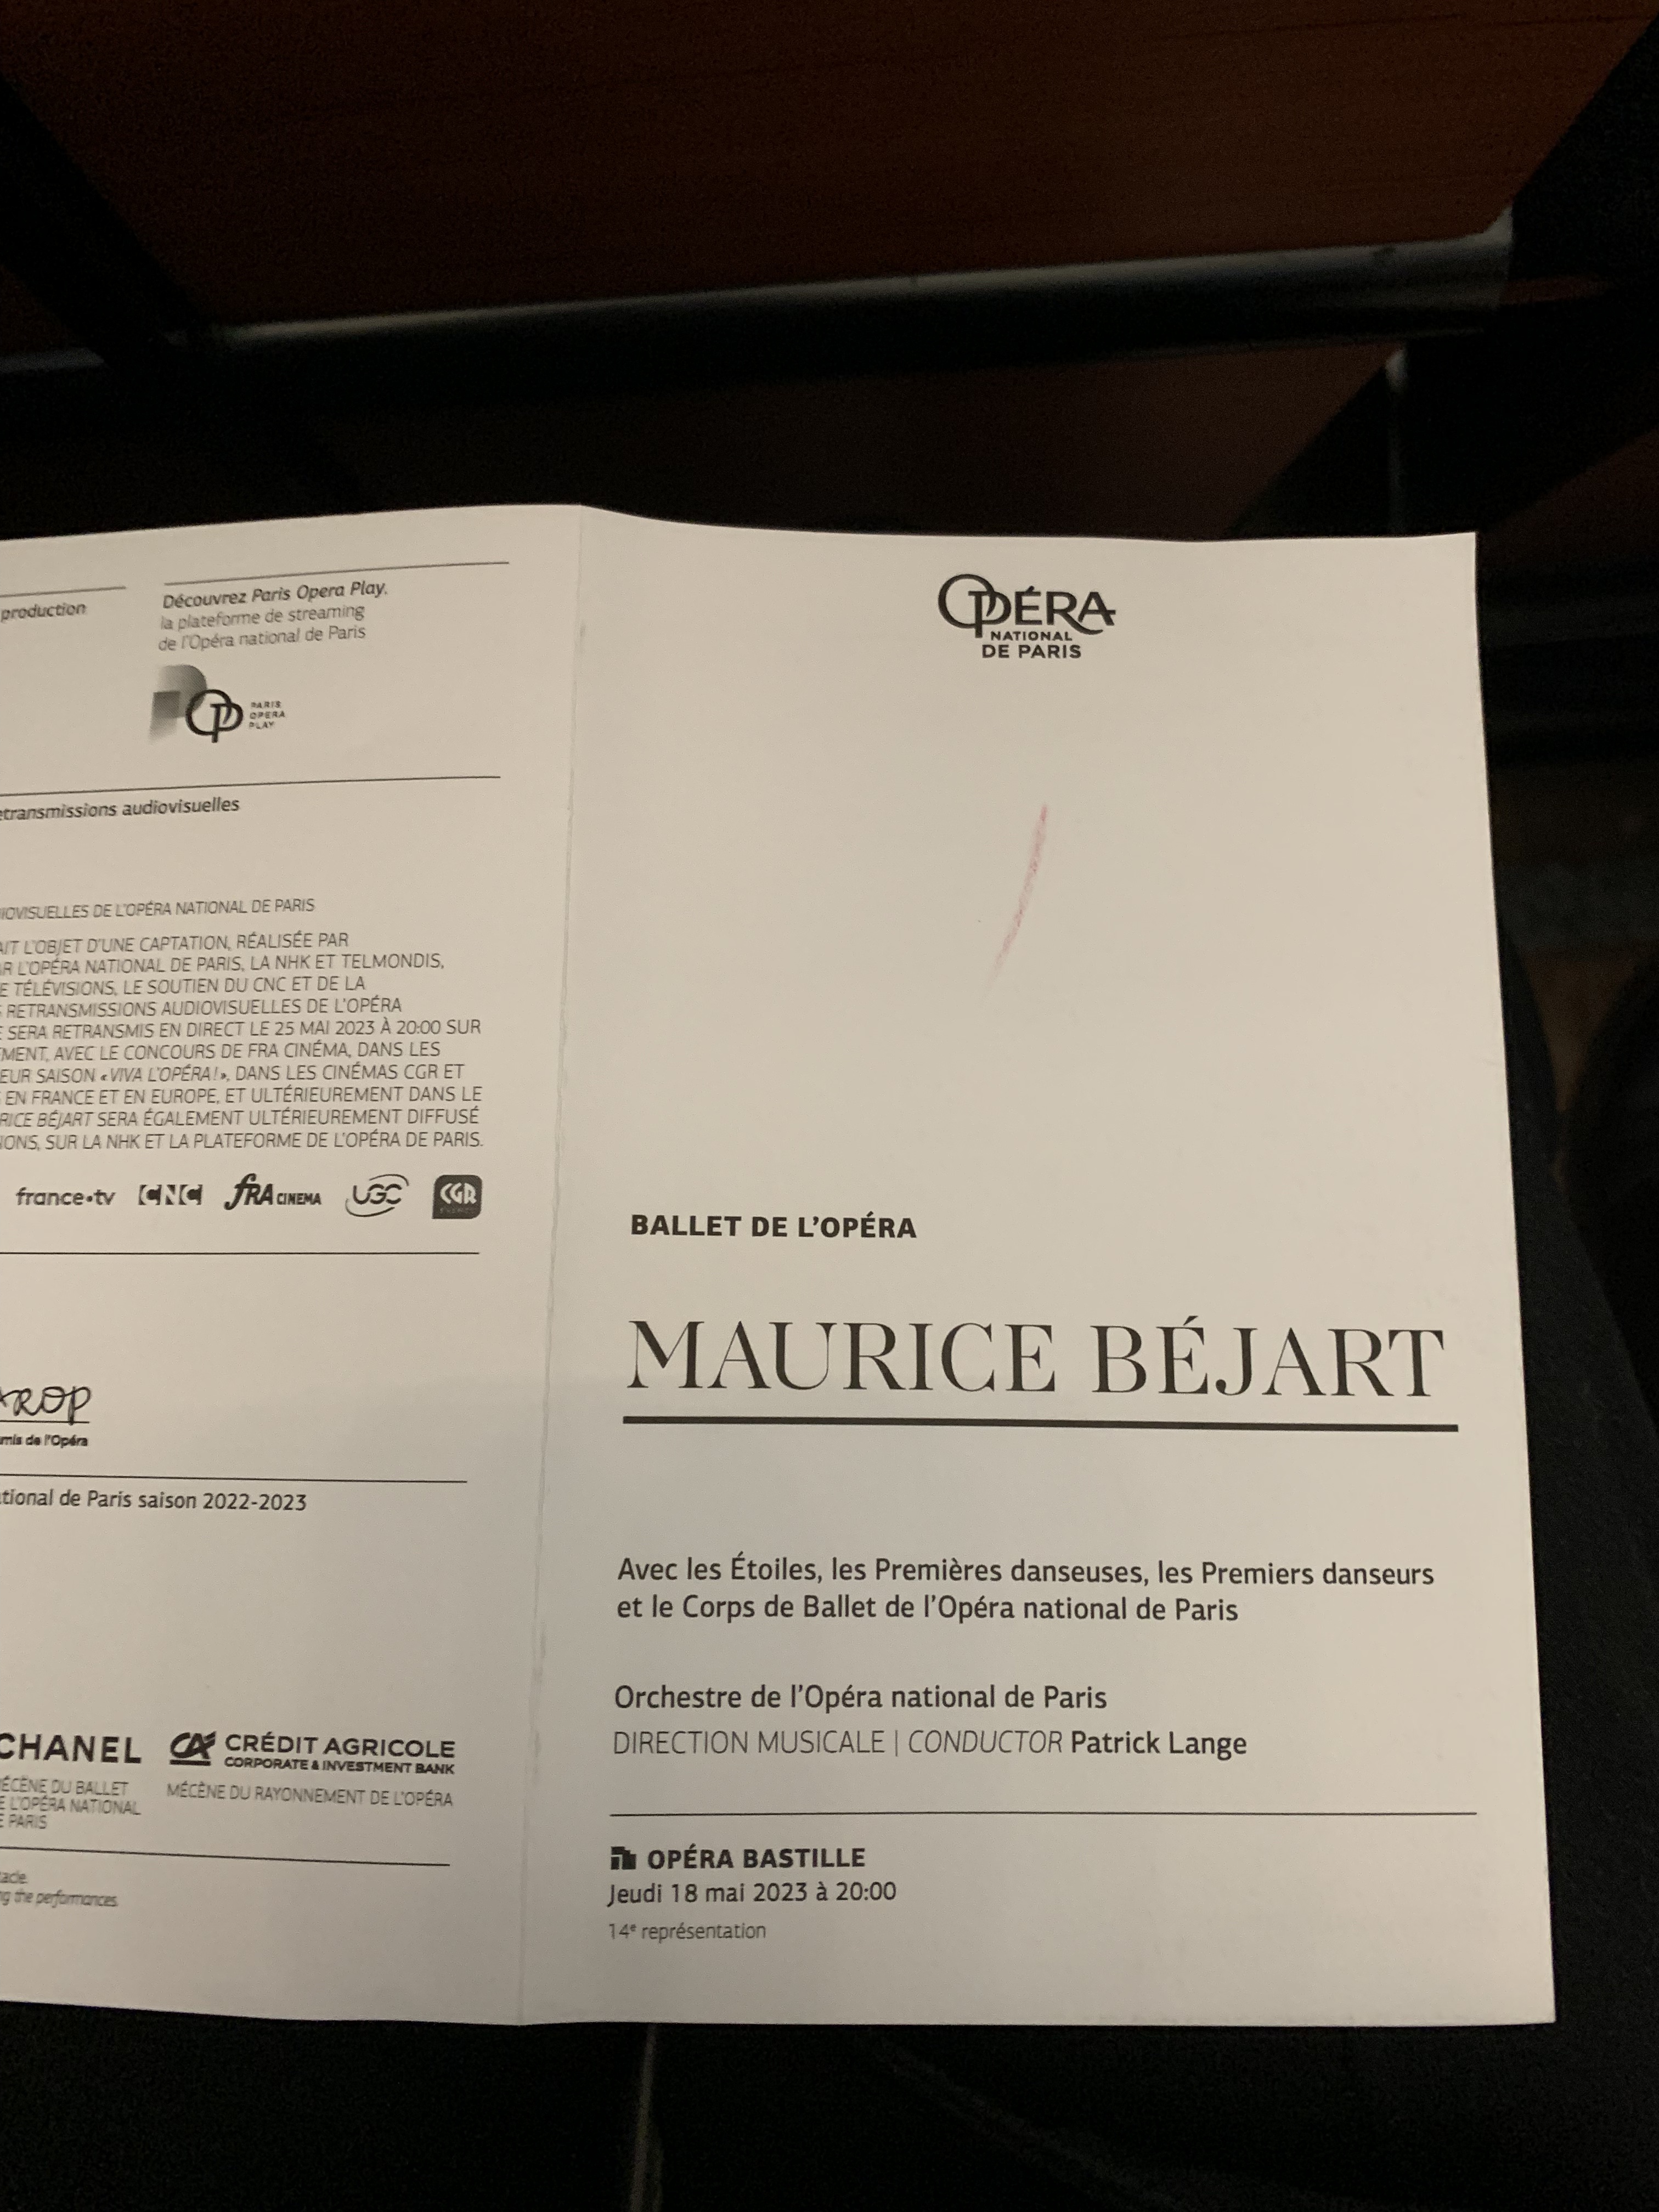 production
Découvrez Paris Opera Play,
la plateforme de streaming
de l'Opéra national de Paris
PARIS
OPERA
PLAY
etransmissions audiovisuelles
IOVISUELLES DE L'OPÉRA NATIONAL DE PARIS
AIT L'OBJET D'UNE CAPTATION, RÉALISÉE PAR
AR L'OPÉRA NATIONAL DE PARIS, LA NHK ET TELMONDIS,
E TÉLÉVISIONS, LE SOUTIEN DU CNC ET DE LA
S RETRANSMISSIONS AUDIOVISUELLES DE L'OPÉRA
E SERA RETRANSMIS EN DIRECT LE 25 MAI 2023 À 20:00 SUR
EMENT, AVEC LE CONCOURS DE FRA CINÉMA, DANS LES
EUR SAISON «VIVA L'OPÉRA!», DANS LES CINÉMAS CGR ET
S EN FRANCE ET EN EUROPE, ET ULTÉRIEUREMENT DANS LE
RICE BÉJART SERA ÉGALEMENT ULTÉRIEUREMENT DIFFUSÉ
IONS, SUR LA NHK ET LA PLATEFORME DE L'OPÉRA DE PARIS.
france•tv CNC fRA CINEMA UGC CGR
AROP
mis de l'Opéra
tional de Paris saison 2022-2023
CHANEL
ÉCÈNE DU BALLET
E L'OPÉRA NATIONAL
E PARIS
CA CRÉDIT AGRICOLE
CORPORATE & INVESTMENT BANK
MÉCÈNE DU RAYONNEMENT DE L'OPÉRA
acle.
ng the performances.
OPÉRA
NATIONAL
DE PARIS
BALLET DE L'OPÉRA
MAURICE BÉJART
Avec les Étoiles, les Premières danseuses, les Premiers danseurs
et le Corps de Ballet de l'Opéra national de Paris
Orchestre de l'Opéra national de Paris
DIRECTION MUSICALE | CONDUCTOR Patrick Lange
OPÉRA BASTILLE
Jeudi 18 mai 2023 à 20:00
14e représentation